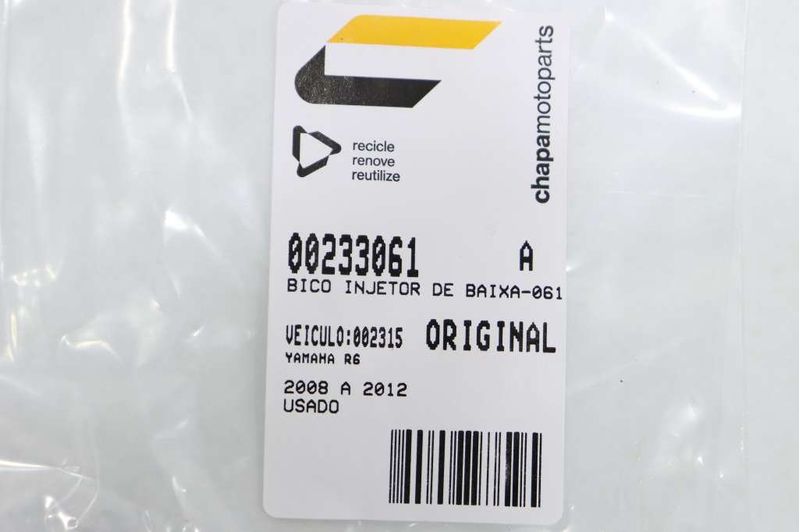 chapamotoparts
recicle
renove
reutilize
00233061 A
BICO INJETOR DE BAIXA-061
VEICULO:002315 ORIGINAL
YAMAHA R6
2008 A 2012
USADO